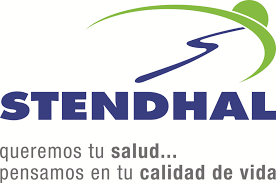 STENDHAL
queremos tu salud...
pensamos en tu calidad de vida